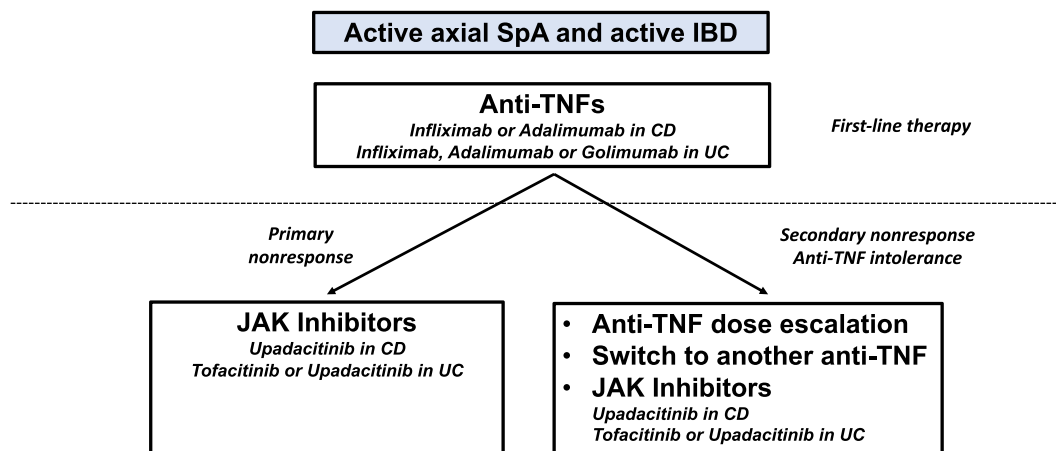 Active axial SpA and active IBD
Anti-TNFs
Infliximab or Adalimumab in CD
Infliximab, Adalimumab or Golimumab in UC
First-line therapy
Primary
nonresponse
Secondary nonresponse
Anti-TNF intolerance
JAK Inhibitors
Upadacitinib in CD
Tofacitinib or Upadacitinib in UC
• Anti-TNF dose escalation
• Switch to another anti-TNF
• JAK Inhibitors
Upadacitinib in CD
Tofacitinib or Upadacitinib in UC